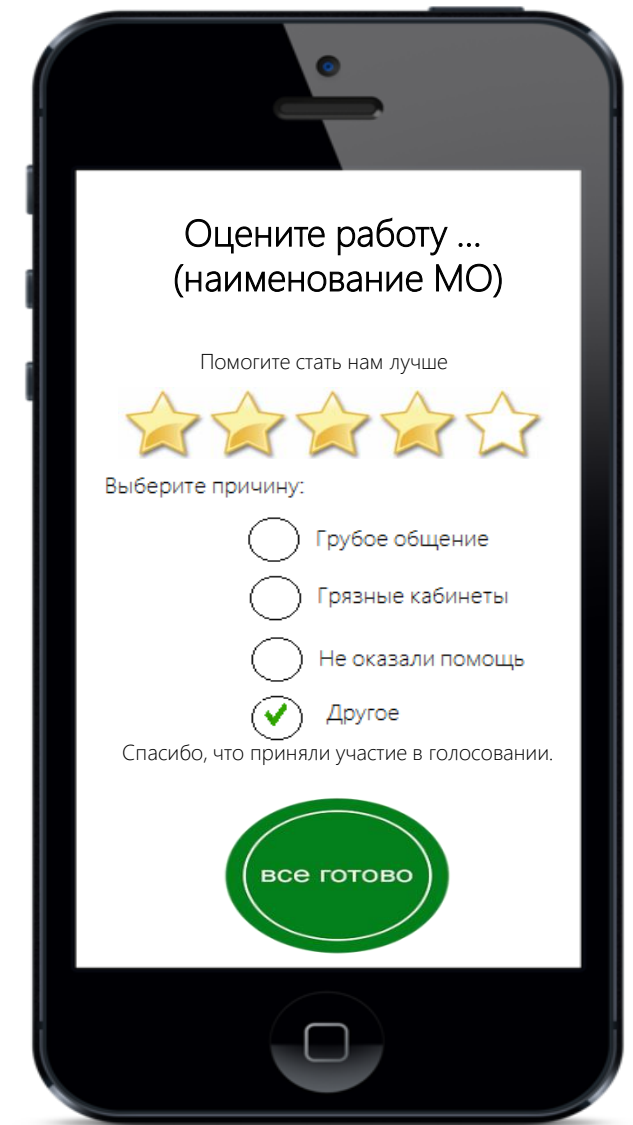 Оцените работу ...
(наименование МО)
Помогите стать нам лучше
Выберите причину:
Грубое общение
Грязные кабинеты
Не оказали помощь
Другое
Спасибо, что приняли участие в голосовании.
все готово